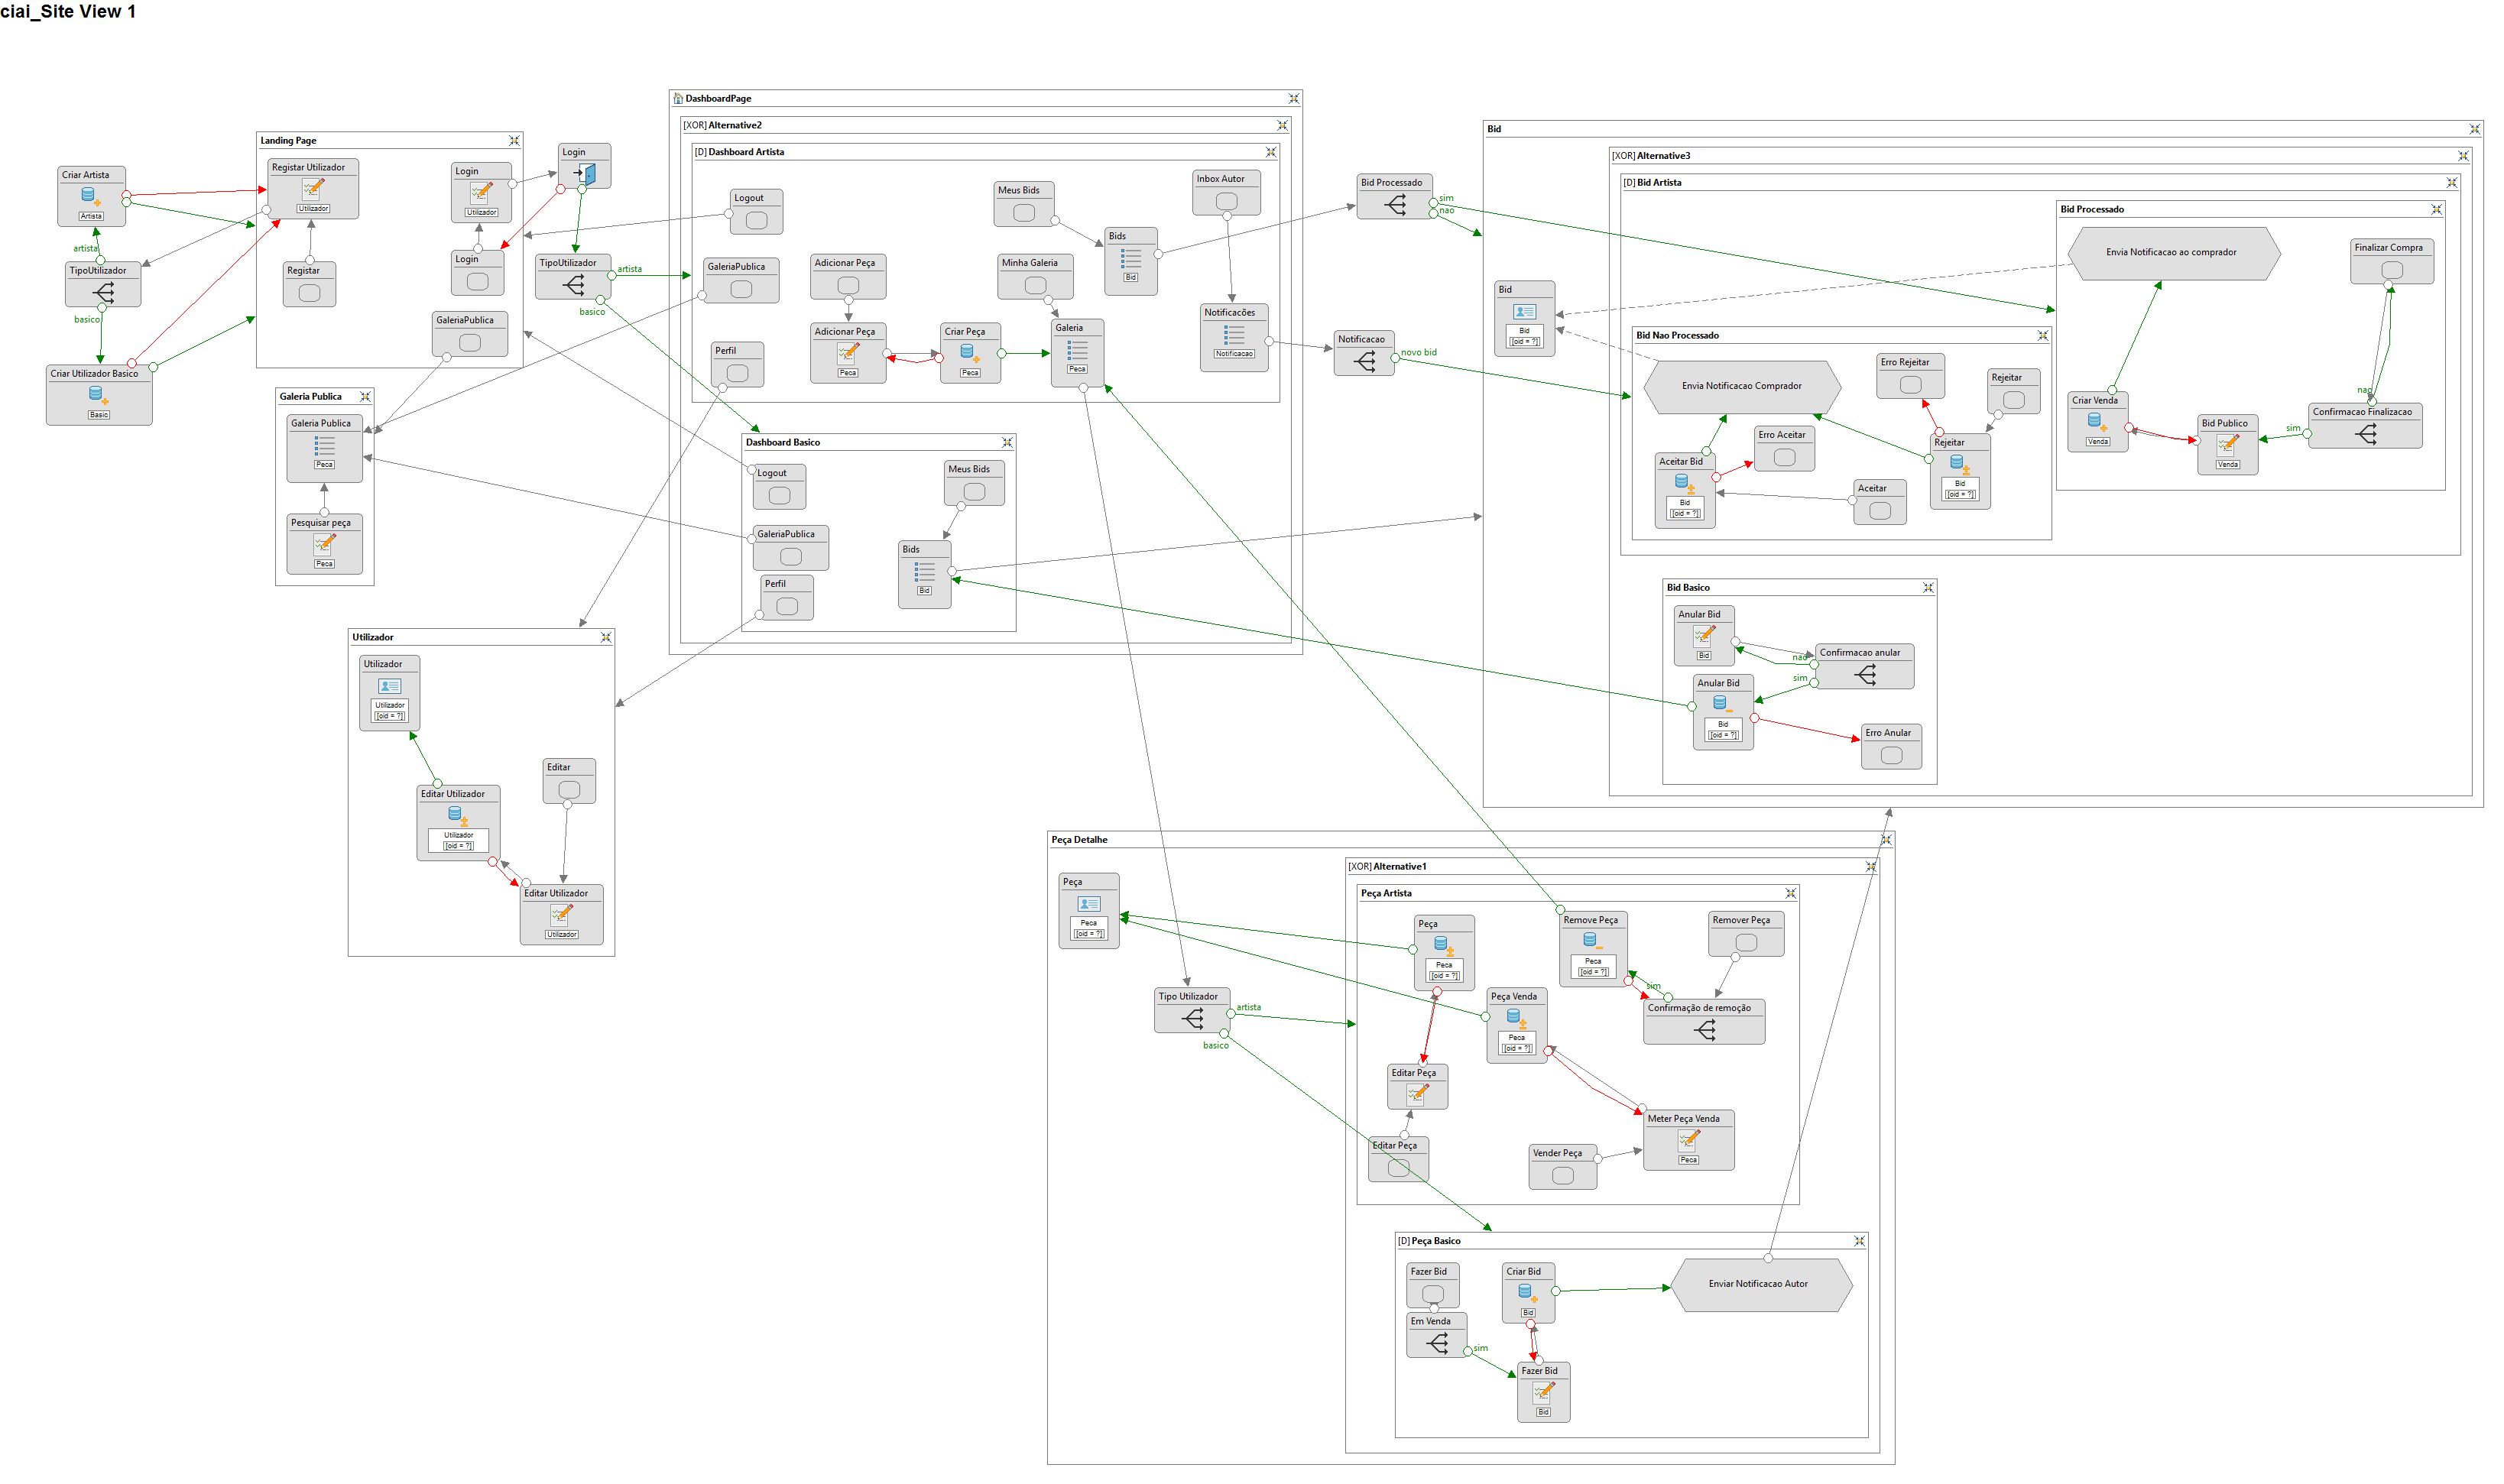 ciai_Site View 1
Criar Artista
Artista
artista
TipoUtilizador
basico
Criar Utilizador Basico
Basic
Landing Page
Registar Utilizador
Utilizador
Registar
Login
Utilizador
Login
GaleriaPublica
Login
TipoUtilizador
artista
basico
Galeria Publica
Galeria Publica
Peca
Pesquisar peça
Peca
Utilizador
Utilizador
Utilizador
[oid = ?]
Editar
Editar Utilizador
Utilizador
[oid = ?]
Editar Utilizador
Utilizador
DashboardPage
[XOR] Alternative2
[D] Dashboard Artista
Logout
GaleriaPublica
Perfil
Adicionar Peça
Adicionar Peça
Peca
Criar Peça
Peca
Meus Bids
Bids
Bid
Minha Galeria
Galeria
Peca
Inbox Autor
Notificacões
Notificacao
Dashboard Basico
Logout
GaleriaPublica
Perfil
Meus Bids
Bids
Bid
Bid Processado
sim
nao
Notificacao
novo bid
Bid
Bid
Bid
[oid = ?]
[XOR] Alternative3
[D] Bid Artista
Bid Processado
Envia Notificacao ao comprador
Finalizar Compra
Criar Venda
Venda
Bid Publico
Venda
sim
nao
Confirmacao Finalizacao
Bid Nao Processado
Envia Notificacao Comprador
Erro Rejeitar
Rejeitar
Erro Aceitar
Rejeitar
Bid
[oid = ?]
Aceitar Bid
Bid
[oid = ?]
Aceitar
Bid Basico
Anular Bid
Bid
nao
Confirmacao anular
sim
Anular Bid
Bid
[oid = ?]
Erro Anular
Peça Detalhe
Peça
Peca
[oid = ?]
Tipo Utilizador
artista
basico
[XOR] Alternative1
Peça Artista
Peça
Peca
[oid = ?]
Remove Peça
Peca
[oid = ?]
Remover Peça
sim
Confirmação de remoção
Peça Venda
Peca
[oid = ?]
Editar Peça
Editar Peça
Meter Peça Venda
Peca
Vender Peça
[D] Peça Basico
Fazer Bid
Em Venda
sim
Criar Bid
Bid
Fazer Bid
Bid
Enviar Notificacao Autor